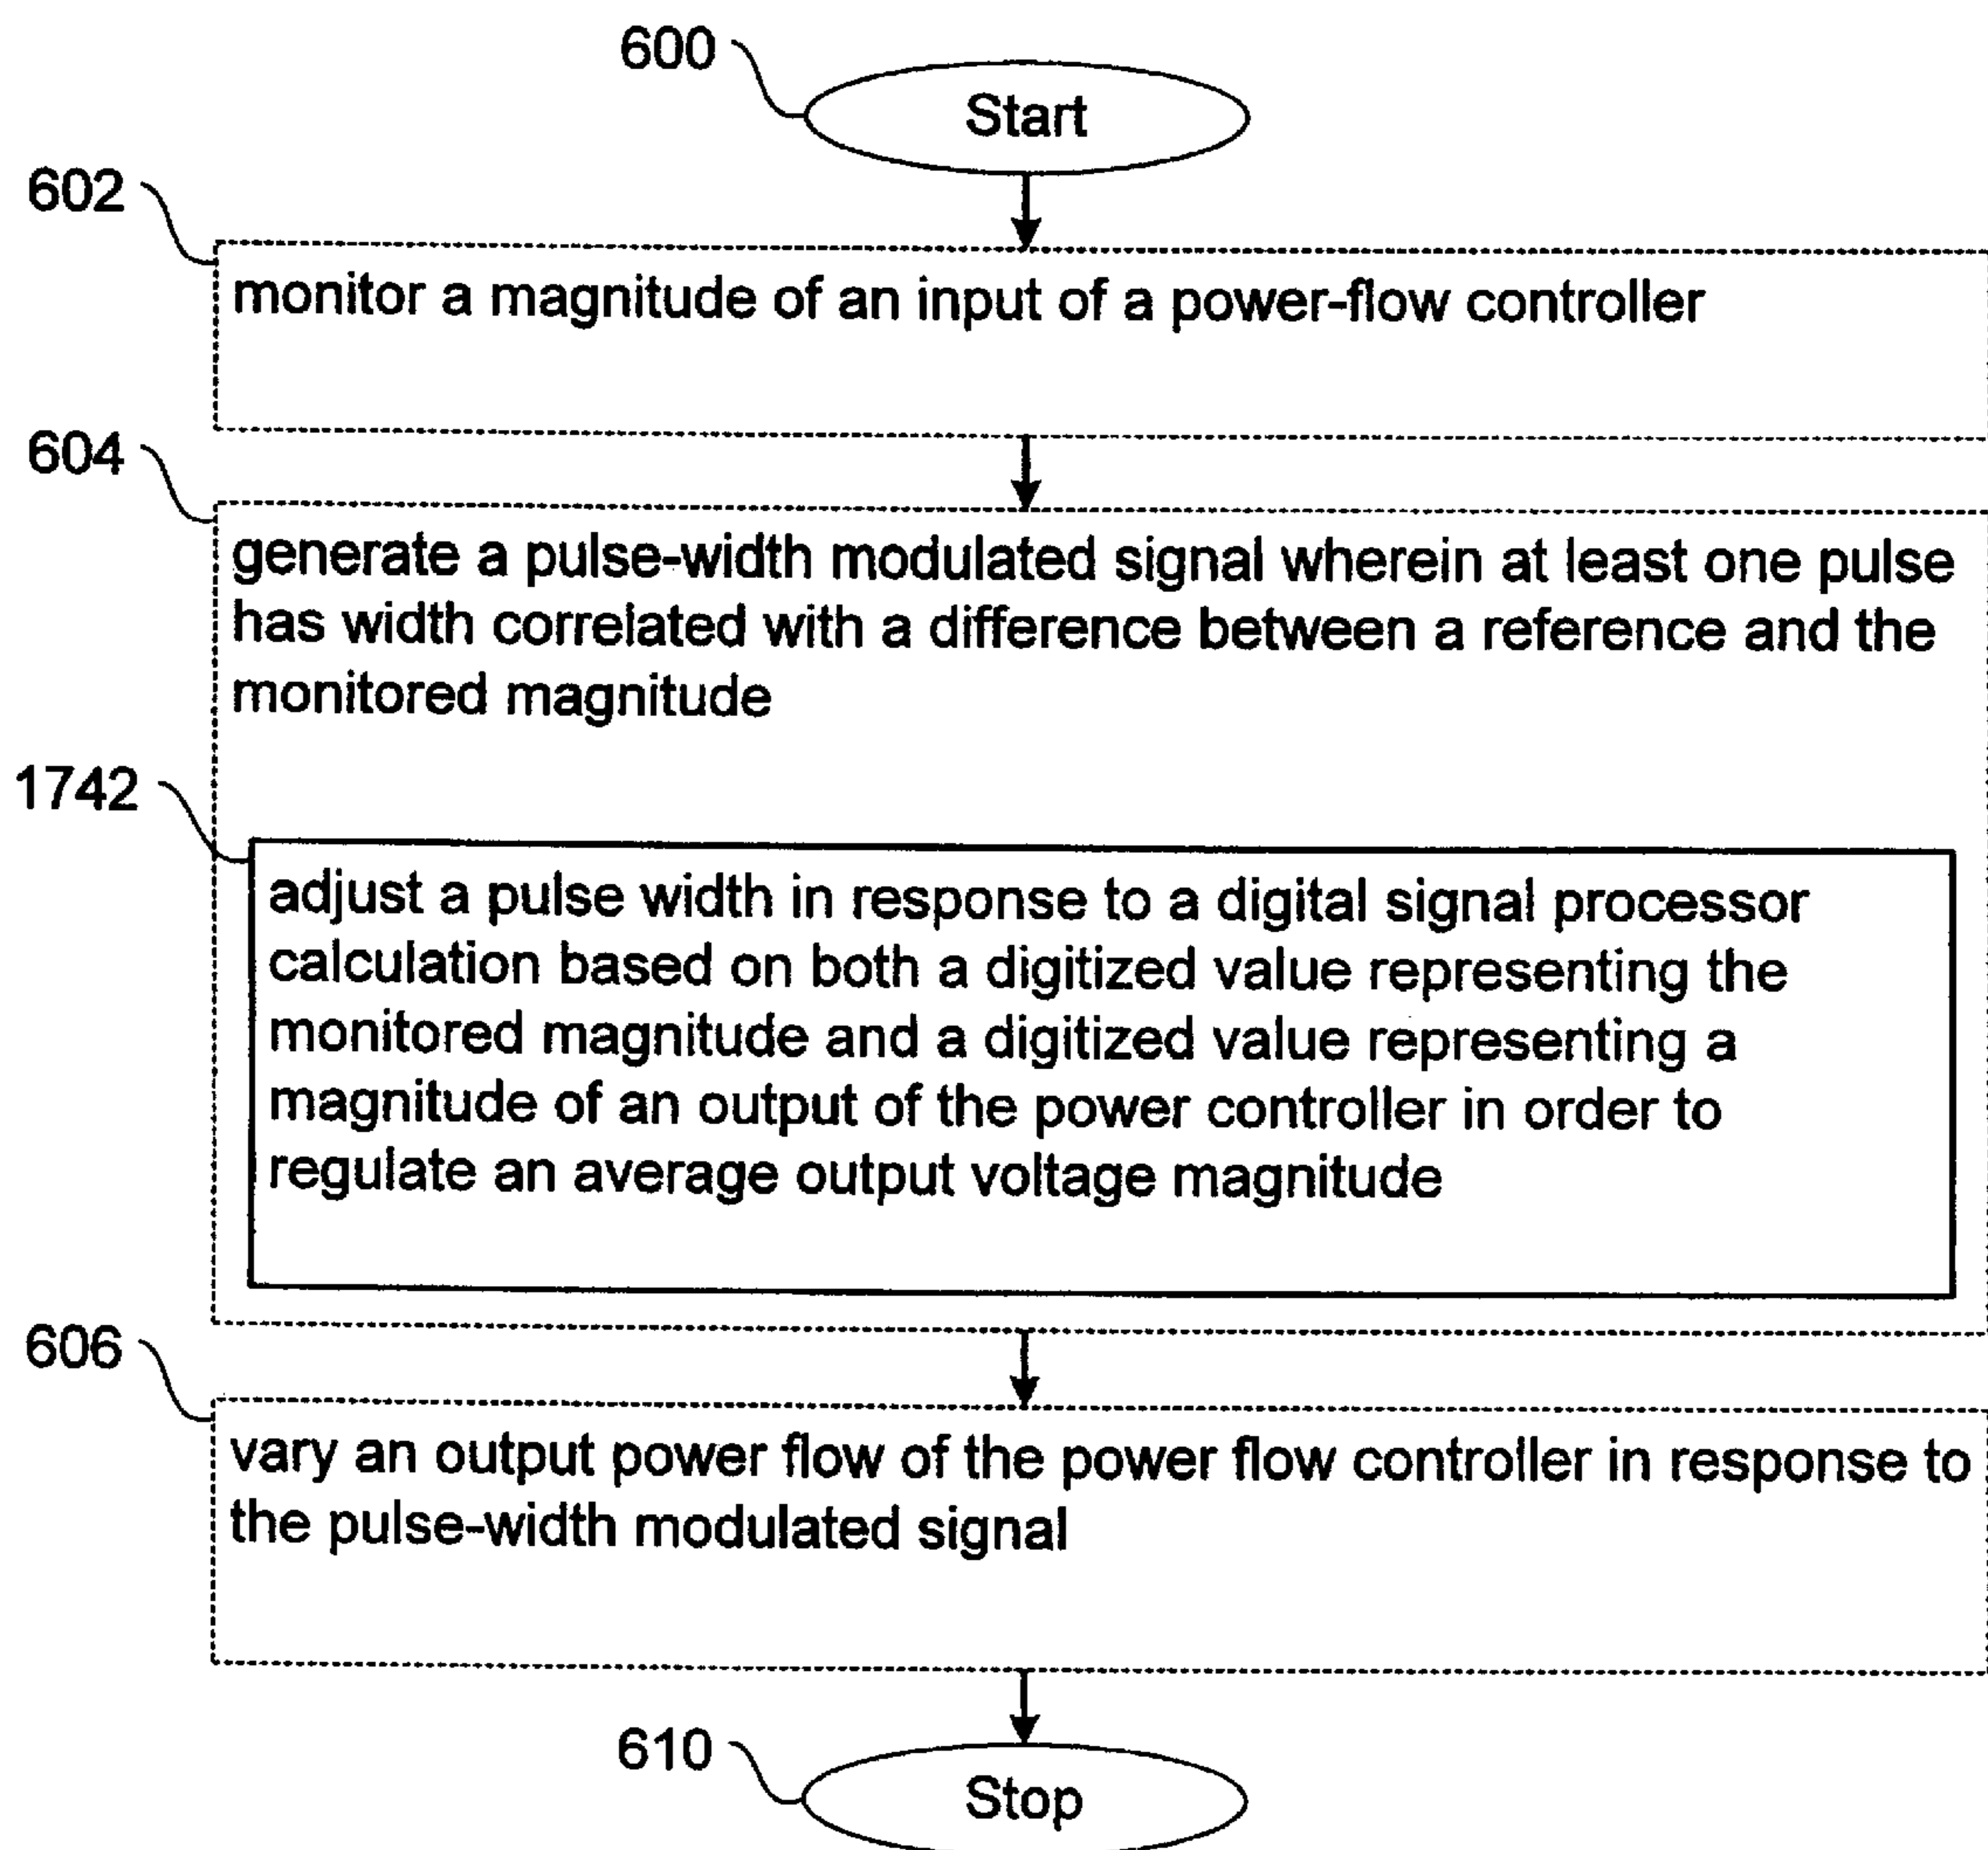 600
Start
602
monitor a magnitude of an input of a power-flow controller
604
generate a pulse-width modulated signal wherein at least one pulse
has width correlated with a difference between a reference and the
monitored magnitude
1742
adjust a pulse width in response to a digital signal processor
calculation based on both a digitized value representing the
monitored magnitude and a digitized value representing a
magnitude of an output of the power controller in order to
regulate an average output voltage magnitude
606
vary an output power flow of the power flow controller in response to
the pulse-width modulated signal
610
Stop